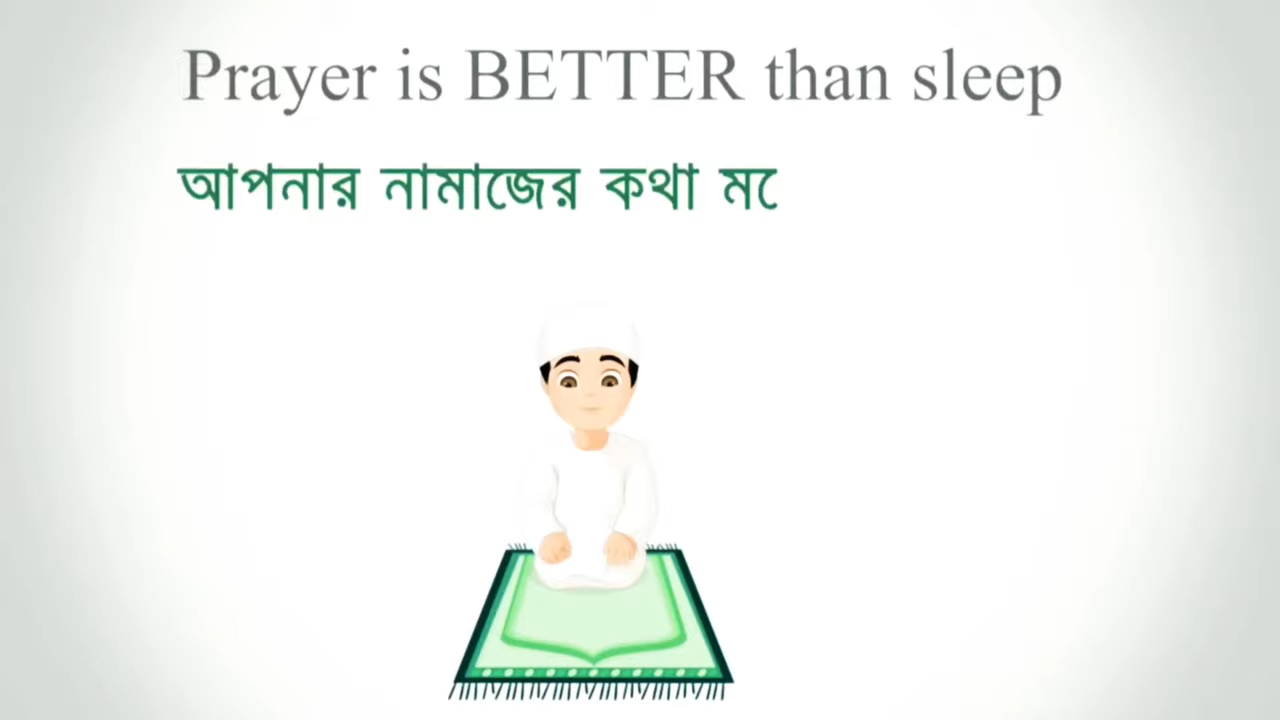 Prayer is BETTER than sleep
আপনার নামাজের কথা মে